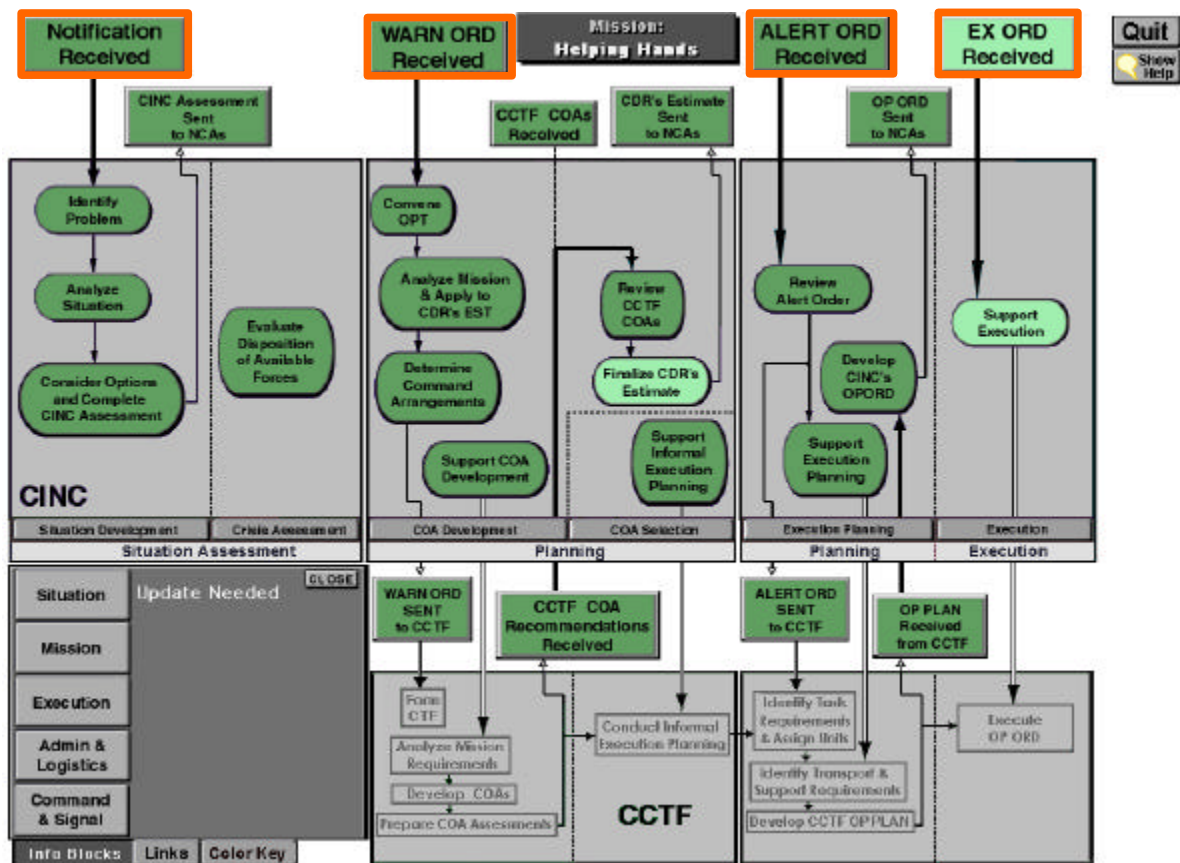 Notification
Received
WARN ORD
Received
Mission:
Helping Hands
ALERT ORD
Received
EX ORD
Received
Quit
Show
Help
CINC Assessment
Sent
to NCAs
CCTF COAs
Received
CDR's Estimate
Sent
to NCAs
OP ORD
Sent
to NCAs
Identify
Problem
Analyze
Situation
Consider Options
and Complete
CINC Assessment
Evaluate
Disposition
of Available
Forces
Convene
OPT
Analyze Mission
& Apply to
CDR's EST
Determine
Command
Arrangements
Support COA
Development
Review
CCTF
COAs
Finalize CDR's
Estimate
Support
Informal
Execution
Planning
Review
Alert Order
Develop
CINC's
OPORD
Support
Execution
Planning
Support
Execution
CINC
Situation Development
Crisis Assessment
COA Development
COA Selection
Execution Planning
Execution
Situation Assessment
Planning
Planning
Execution
Situation
Mission
Execution
Admin &
Logistics
Command
& Signal
Update Needed
CLOSE
Info Blocks
Links
Color Key
WARN ORD
SENT
to CCTF
CCTF COA
Recommendations
Received
ALERT ORD
SENT
to CCTF
OP PLAN
Received
from CCTF
Form
CTF
Analyze Mission
Requirements
Develop COAs
Prepare COA Assessments
Conduct Informal
Execution Planning
CCTF
Identify Task
Requirements
& Assign Units
Identify Transport &
Support Requirements
Develop CCTF OP PLAN
Execute
OP ORD